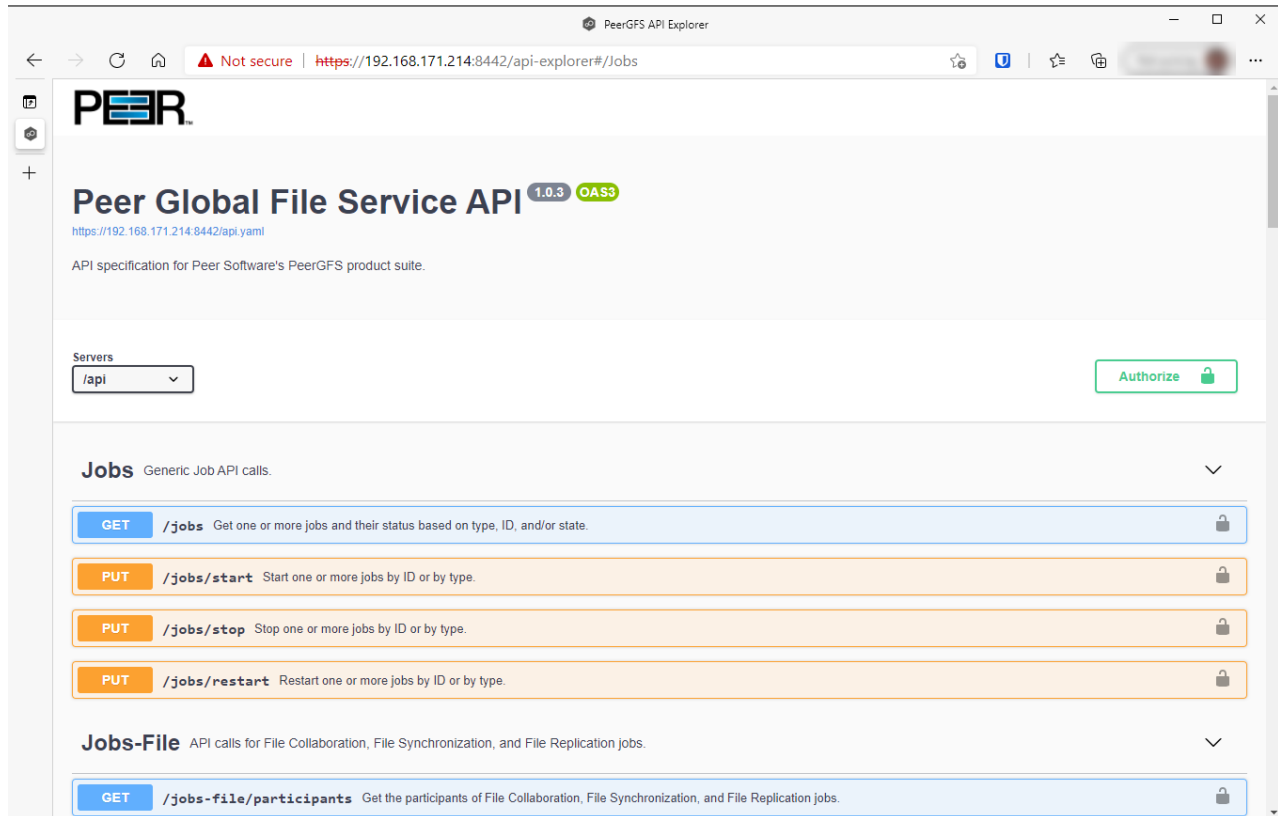 PeerGFS API Explorer
Not secure | https://192.168.171.214:8442/api-explorer#/Jobs
PEER™
Peer Global File Service API 1.0.3 OAS3
https://192.168.171.214:8442/api.yaml
API specification for Peer Software's PeerGFS product suite.
Servers
/api
Authorize
Jobs Generic Job API calls.
GET /jobs Get one or more jobs and their status based on type, ID, and/or state.
PUT /jobs/start Start one or more jobs by ID or by type.
PUT /jobs/stop Stop one or more jobs by ID or by type.
PUT /jobs/restart Restart one or more jobs by ID or by type.
Jobs-File API calls for File Collaboration, File Synchronization, and File Replication jobs.
GET /jobs-file/participants Get the participants of File Collaboration, File Synchronization, and File Replication jobs.